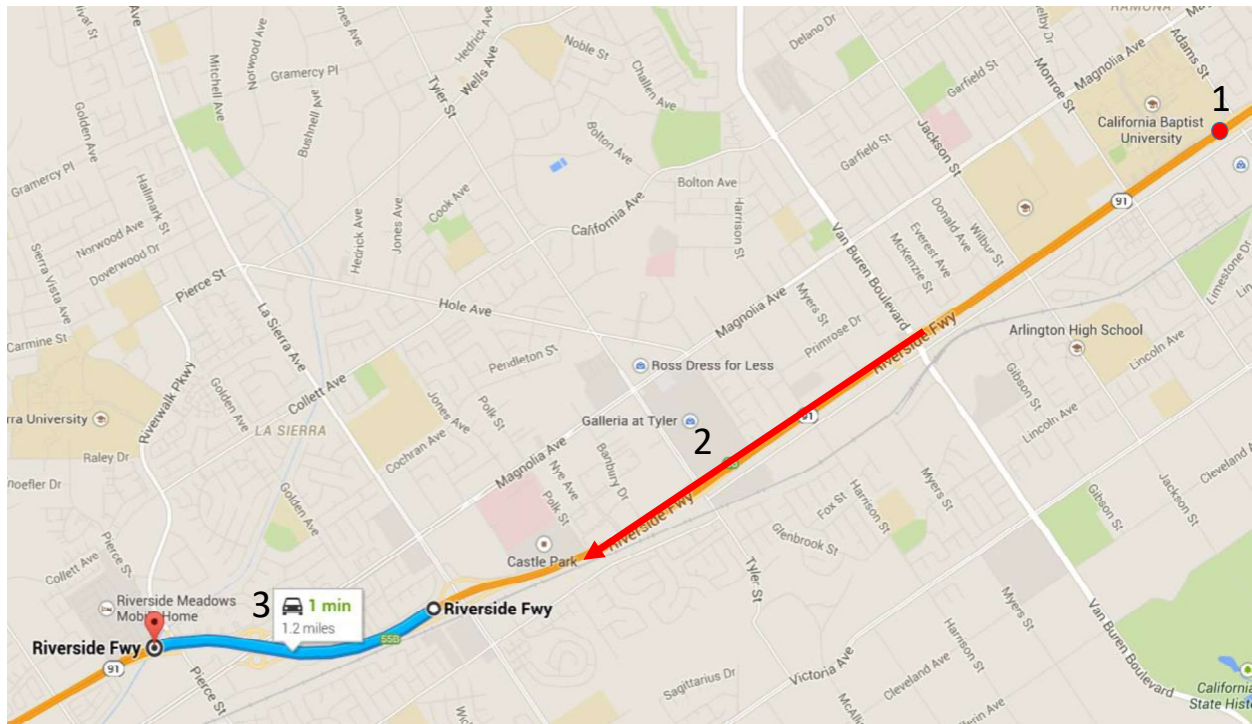 RAMONA
Adams St
Magnolia Ave
Monroe St
Delano Ave
Garfield St
1
California Baptist
University
91
Noble St
Challen Ave
Hedrick Ave
Wells Ave
Norwood Ave
Gramercy Pl
Mitchell Ave
Bushnell Ave
Tyler St
Golden Ave
Bolton Ave
Jackson St
Garfield St
Gramercy Pl
Hallmark St
Cook Ave
Bolton Ave
Harrison St
California Ave
Jones Ave
Hedrick Ave
Norwood Ave
Doverwood Dr
Sierra Vista Ave
Pierce St
Van Buren Boulevard
Donald Ave
Wilbur St
Everest Ave
McKenzie St
Limestone Dr
Magnolia Ave
Myers St
Primrose Dr
Hole Ave
La Sierra Ave
Carmine St
Riverside Fwy
Arlington High School
Lincoln Ave
Pendleton St
Ross Dress for Less
Collett Ave
Riverwalk Pkwy
Golden Ave
Jones Ave
Polk St
Galleria at Tyler
2
91
Gibson St
Lincoln Ave
Cleveland Ave
rra University
LA SIERRA
Raley Dr
Cochran Ave
Magnolia Ave
Nye Ave
Banbury Dr
Polk St
noefler Dr
Golden Ave
Riverside Fwy
Fox St
Harrison St
Myers St
Gibson St
Jackson St
Glenbrook St
Castle Park
Tyler St
Collett Ave
Pierce St
Riverside Meadows
Mobile Home
3
1 min
1.2 miles
Riverside Fwy
55B
Riverside Fwy
91
Pierce St
Myers St
Van Buren Boulevard
Harrison St
Victoria Ave
Cleveland Ave
Sagittarius Dr
California
State Hist